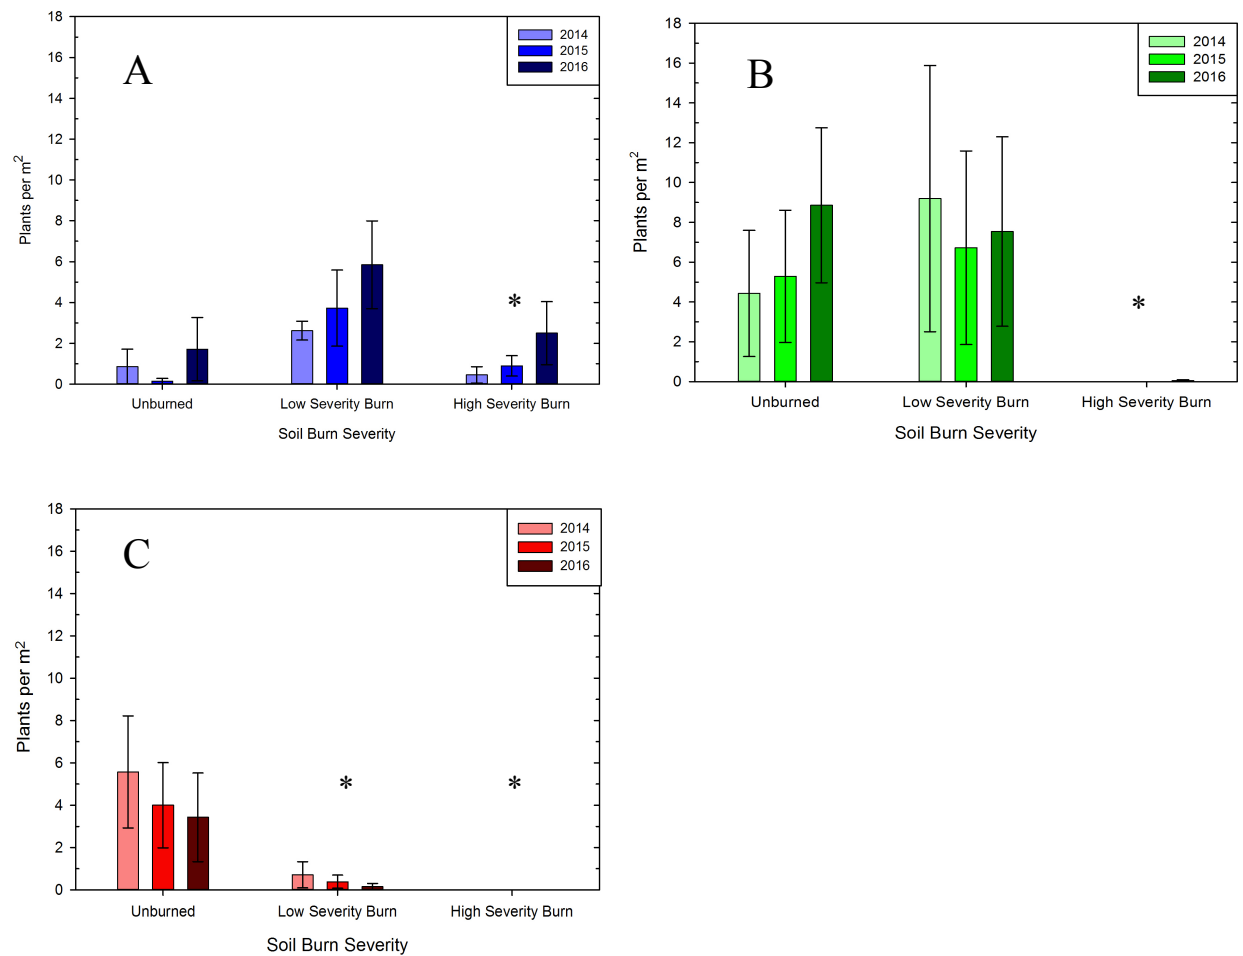 A
2014
2015
2016
18
16
14
12
10
8
6
4
2
0
Plants per m2
*
Unburned
Low Severity Burn
High Severity Burn
Soil Burn Severity
B
2014
2015
2016
18
16
14
12
10
8
6
4
2
0
Plants per m2
*
Unburned
Low Severity Burn
High Severity Burn
Soil Burn Severity
C
2014
2015
2016
18
16
14
12
10
8
6
4
2
0
Plants per m2
*
*
Unburned
Low Severity Burn
High Severity Burn
Soil Burn Severity